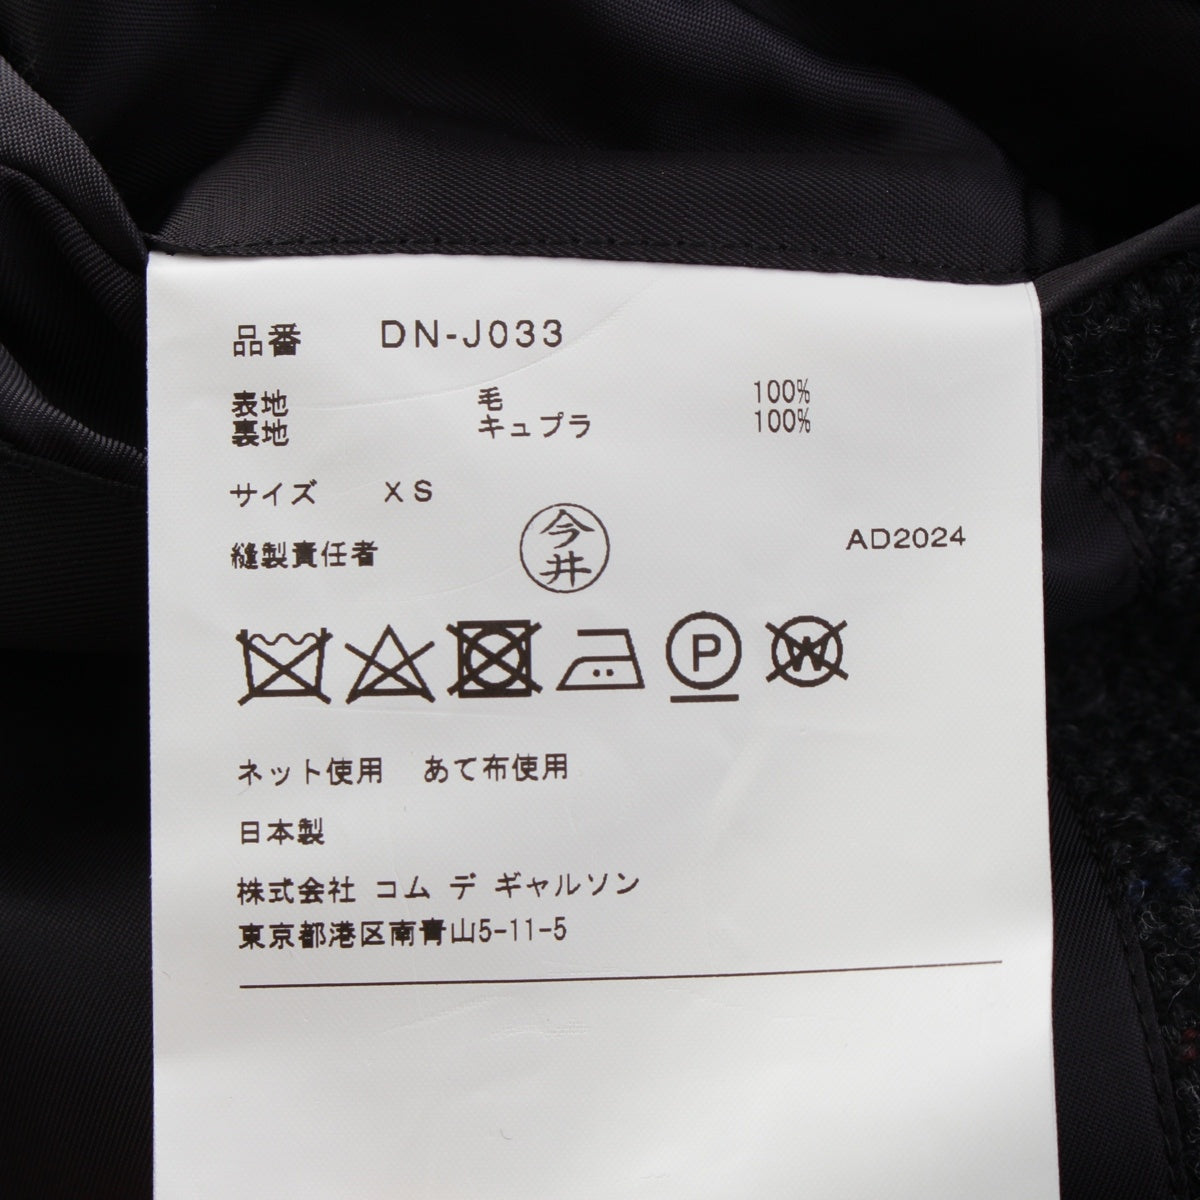 品番 DN-J033
表地 毛 100%
裏地 キュプラ 100%
サイズ XS
縫製責任者 今井 AD2024
P W
ネット使用 あて布使用
日本製
株式会社 コム デ ギャルソン
東京都港区南青山5-11-5